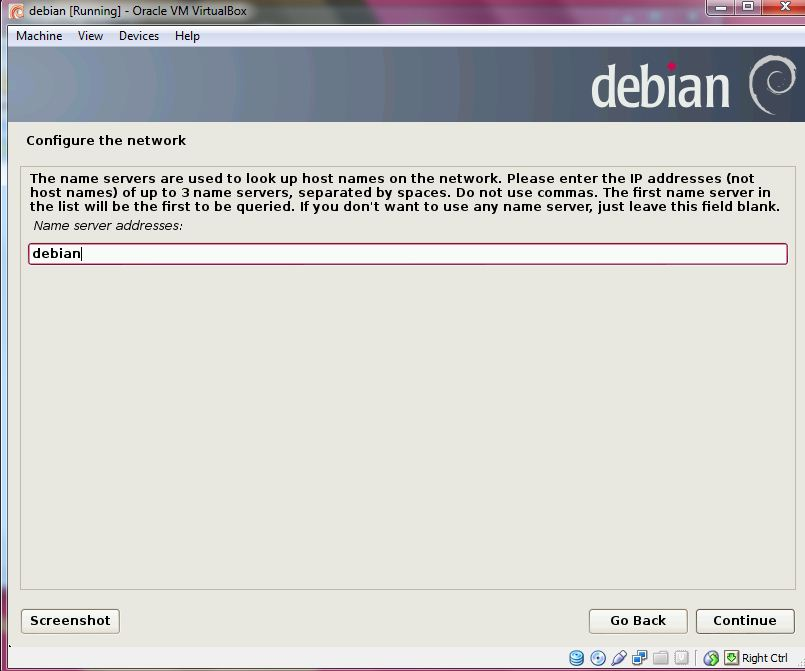 debian [Running] - Oracle VM VirtualBox
Machine View Devices Help
debian
Configure the network
The name servers are used to look up host names on the network. Please enter the IP addresses (not
host names) of up to 3 name servers, separated by spaces. Do not use commas. The first name server in
the list will be the first to be queried. If you don't want to use any name server, just leave this field blank.
Name server addresses:
debian
Screenshot Go Back Continue
Right Ctrl